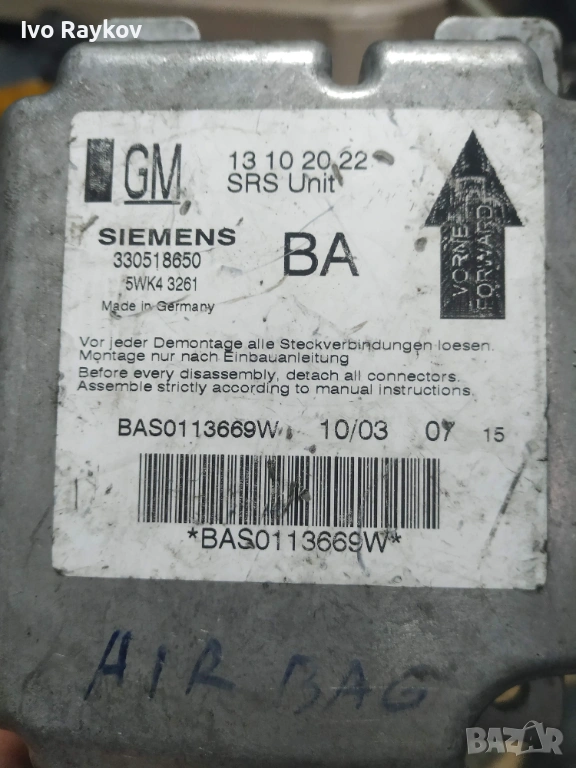 Ivo Raykov
GM
13 10 20 22
SRS Unit
SIEMENS
BA
330518650
5WK4 3261
Made in Germany
VORNE
FORWARD
Vor jeder Demontage alle Steckverbindungen loesen.
Montage nur nach Einbauanleitung
Before every disassembly, detach all connectors.
Assemble strictly according to manual instructions.
BAS0113669W 10/03 07 15
*BAS0113669W*
AIR BAG
BAZAR